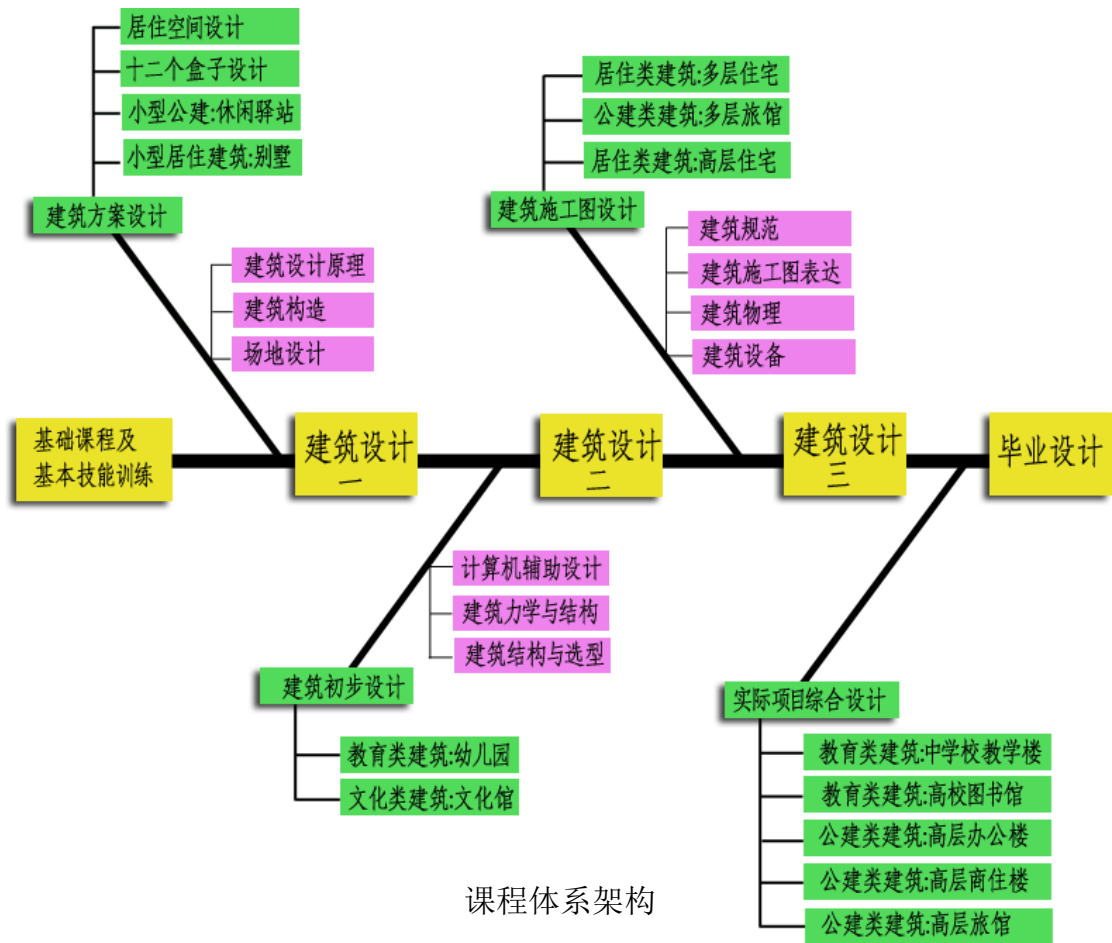 居住空间设计
十二个盒子设计
小型公建:休闲驿站
小型居住建筑:别墅
建筑方案设计
建筑设计原理
建筑构造
场地设计
居住类建筑:多层住宅
公建类建筑:多层旅馆
居住类建筑:高层住宅
建筑施工图设计
建筑规范
建筑施工图表达
建筑物理
建筑设备
基础课程及
基本技能训练
建筑设计
一
建筑设计
二
建筑设计
三
毕业设计
计算机辅助设计
建筑力学与结构
建筑结构与选型
建筑初步设计
教育类建筑:幼儿园
文化类建筑:文化馆
实际项目综合设计
教育类建筑:中学校教学楼
教育类建筑:高校图书馆
公建类建筑:高层办公楼
公建类建筑:高层商住楼
公建类建筑:高层旅馆
课程体系架构